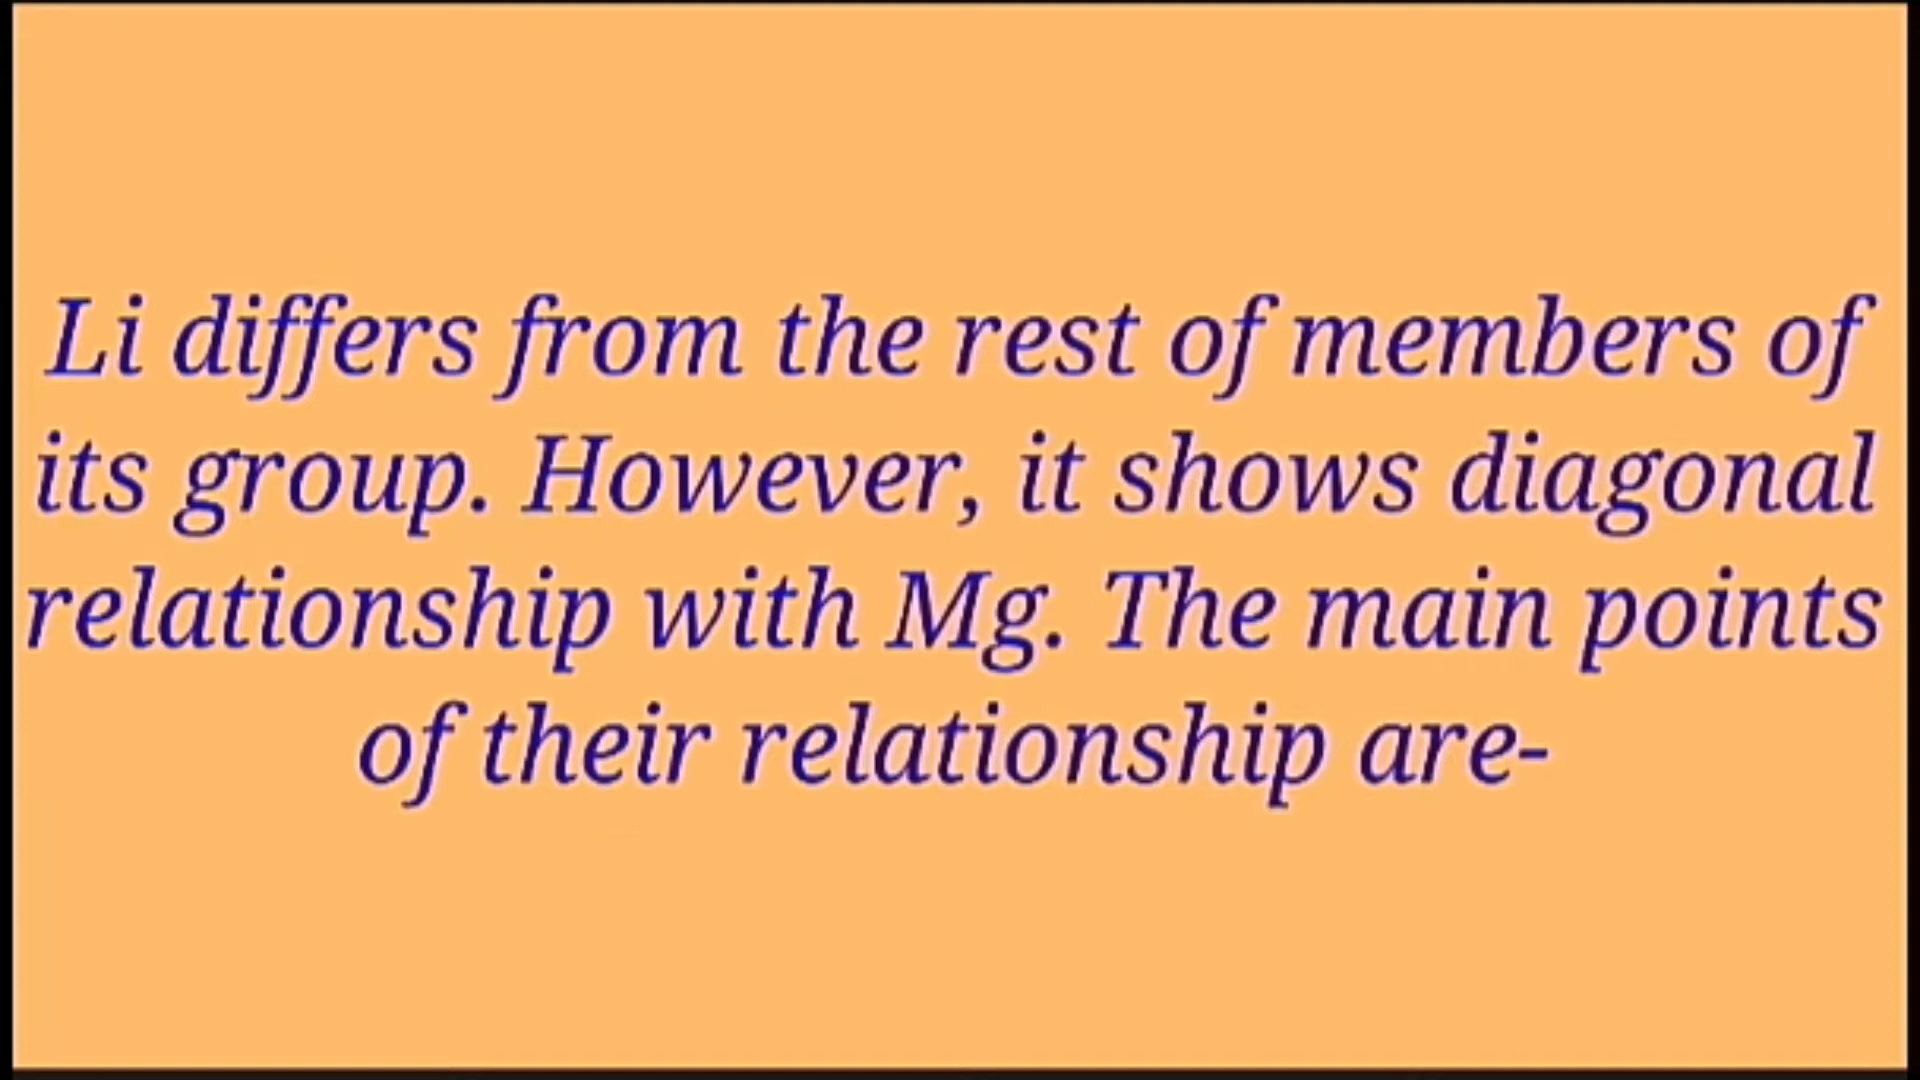 Li differs from the rest of members of
its group. However, it shows diagonal
relationship with Mg. The main points
of their relationship are-